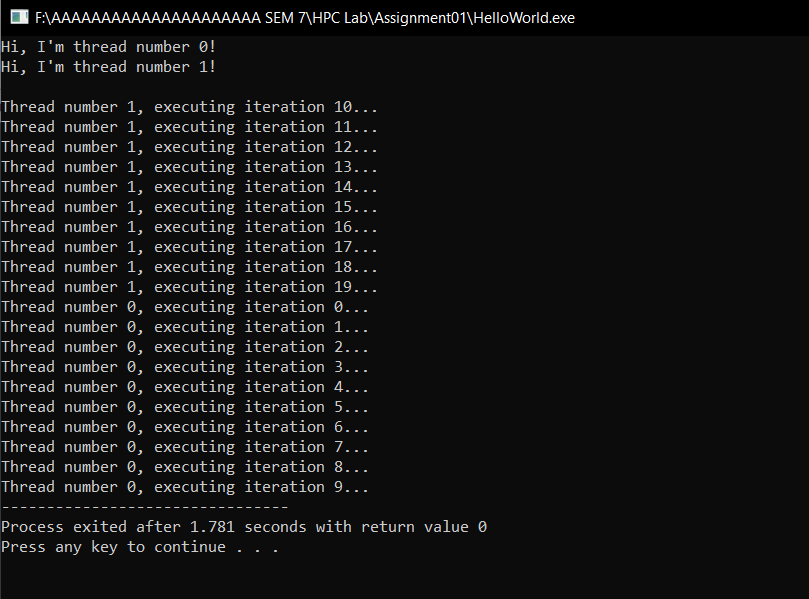 F:\AAAAAAAAAAAAAAAAAAAAA SEM 7\HPC Lab\Assignment01\HelloWorld.exe
Hi, I'm thread number 0!
Hi, I'm thread number 1!
Thread number 1, executing iteration 10...
Thread number 1, executing iteration 11...
Thread number 1, executing iteration 12...
Thread number 1, executing iteration 13...
Thread number 1, executing iteration 14...
Thread number 1, executing iteration 15...
Thread number 1, executing iteration 16...
Thread number 1, executing iteration 17...
Thread number 1, executing iteration 18...
Thread number 1, executing iteration 19...
Thread number 0, executing iteration 0...
Thread number 0, executing iteration 1...
Thread number 0, executing iteration 2...
Thread number 0, executing iteration 3...
Thread number 0, executing iteration 4...
Thread number 0, executing iteration 5...
Thread number 0, executing iteration 6...
Thread number 0, executing iteration 7...
Thread number 0, executing iteration 8...
Thread number 0, executing iteration 9...
--------------------------------
Process exited after 1.781 seconds with return value 0
Press any key to continue . . .